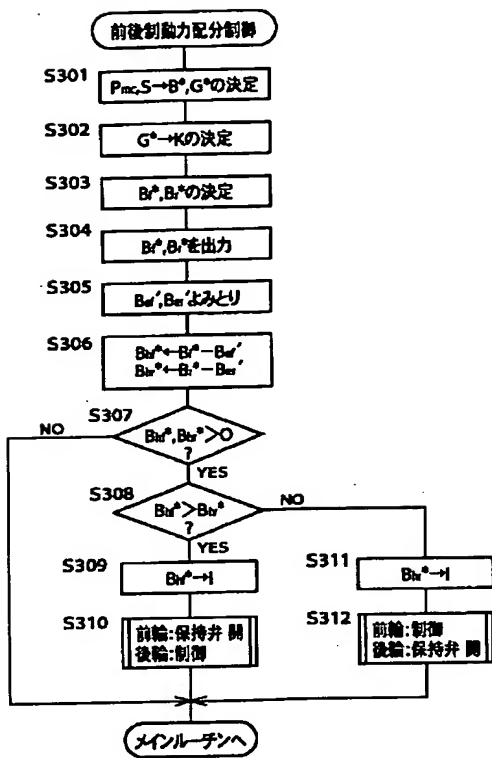 前後制動力配分制御
S301
Pmc,S→B*,G*の決定
S302
G*→Kの決定
S303
Bf*,Br*の決定
S304
Bf*,Br*を出力
S305
Bef′,Ber′よみとり
S306
Bhf*←Bf*−Bef′
Bhr*←Br*−Ber′
S307
Bhf*,Bhr*>0
?
NO
YES
S308
Bhf*>Bhr*
?
NO
YES
S309
Bhf*→I
S311
Bhr*→I
S310
前輪:保持弁 開
後輪:制御
S312
前輪:制御
後輪:保持弁 開
メインルーチンへ